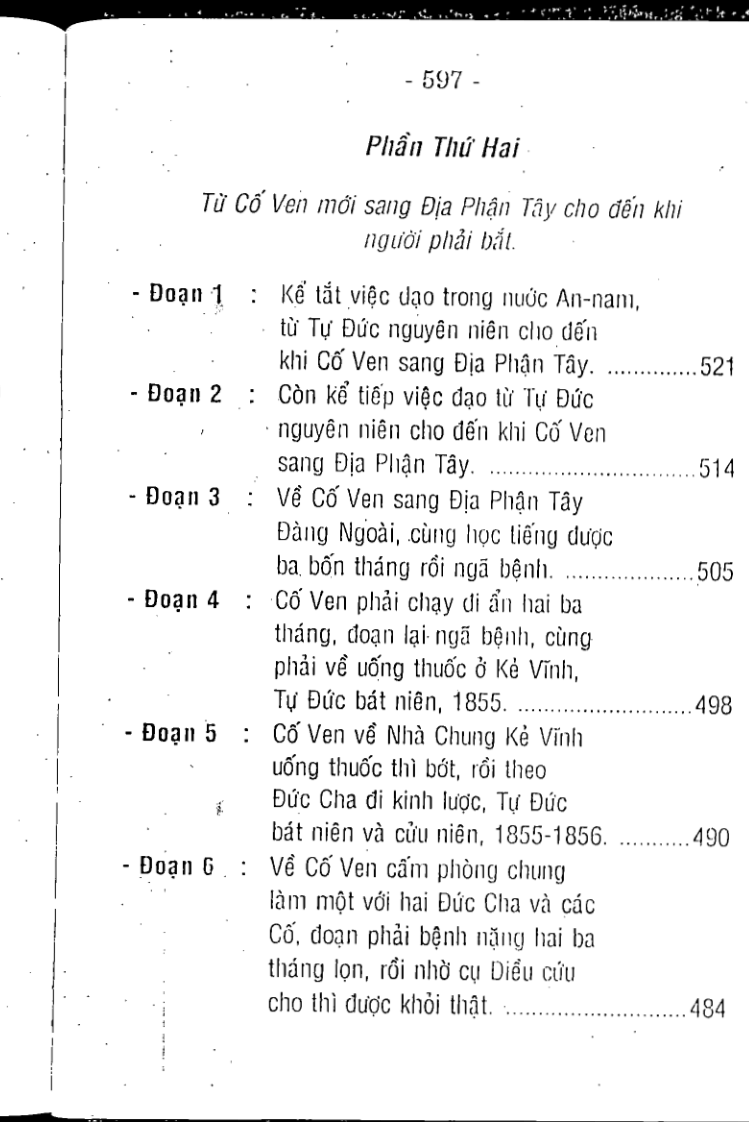 - 597 -
Phần Thứ Hai
Từ Cố Ven mới sang Địa Phận Tây cho đến khi
người phải bắt.
- Đoạn 1 : Kể tắt việc đạo trong nước An-nam,
từ Tự Đức nguyên niên cho đến
khi Cố Ven sang Địa Phận Tây. ..............521
- Đoạn 2 : Còn kể tiếp việc đạo từ Tự Đức
nguyên niên cho đến khi Cố Ven
sang Địa Phận Tây. ................................514
- Đoạn 3 : Về Cố Ven sang Địa Phận Tây
Đàng Ngoài, cùng học tiếng được
ba bốn tháng rồi ngã bệnh. ....................505
- Đoạn 4 : Cố Ven phải chạy đi ẩn hai ba
tháng, đoạn lại ngã bệnh, cùng
phải về uống thuốc ở Kẻ Vĩnh,
Tự Đức bát niên, 1855. ...........................498
- Đoạn 5 : Cố Ven về Nhà Chung Kẻ Vĩnh
uống thuốc thì bớt, rồi theo
Đức Cha đi kinh lược, Tự Đức
bát niên và cửu niên, 1855-1856. ...........490
- Đoạn 6 : Về Cố Ven cấm phòng chung
làm một với hai Đức Cha và các
Cố, đoạn phải bệnh nặng hai ba
tháng lọn, rồi nhờ cụ Diểu cứu
cho thì được khỏi thật. ............................484